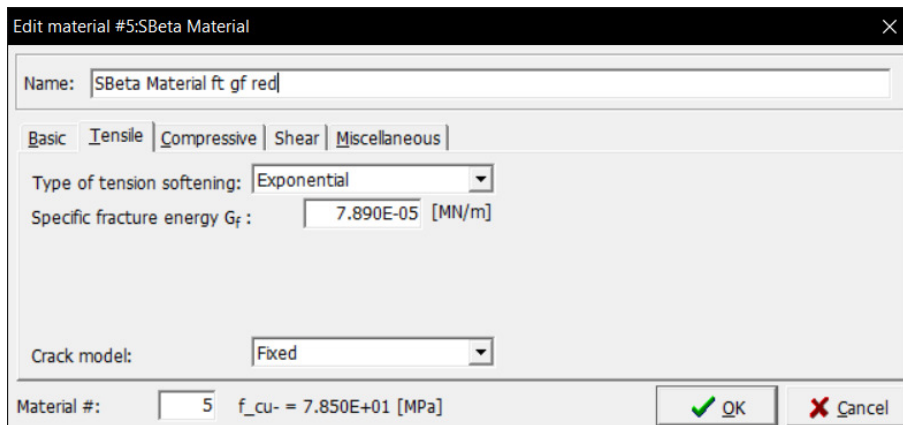 Edit material #5:SBeta Material
Name: SBeta Material ft gf red
Basic Tensile Compressive Shear Miscellaneous
Type of tension softening: Exponential
Specific fracture energy Gf : 7.890E-05 [MN/m]
Crack model: Fixed
Material #: 5 f_cu- = 7.850E+01 [MPa] OK Cancel